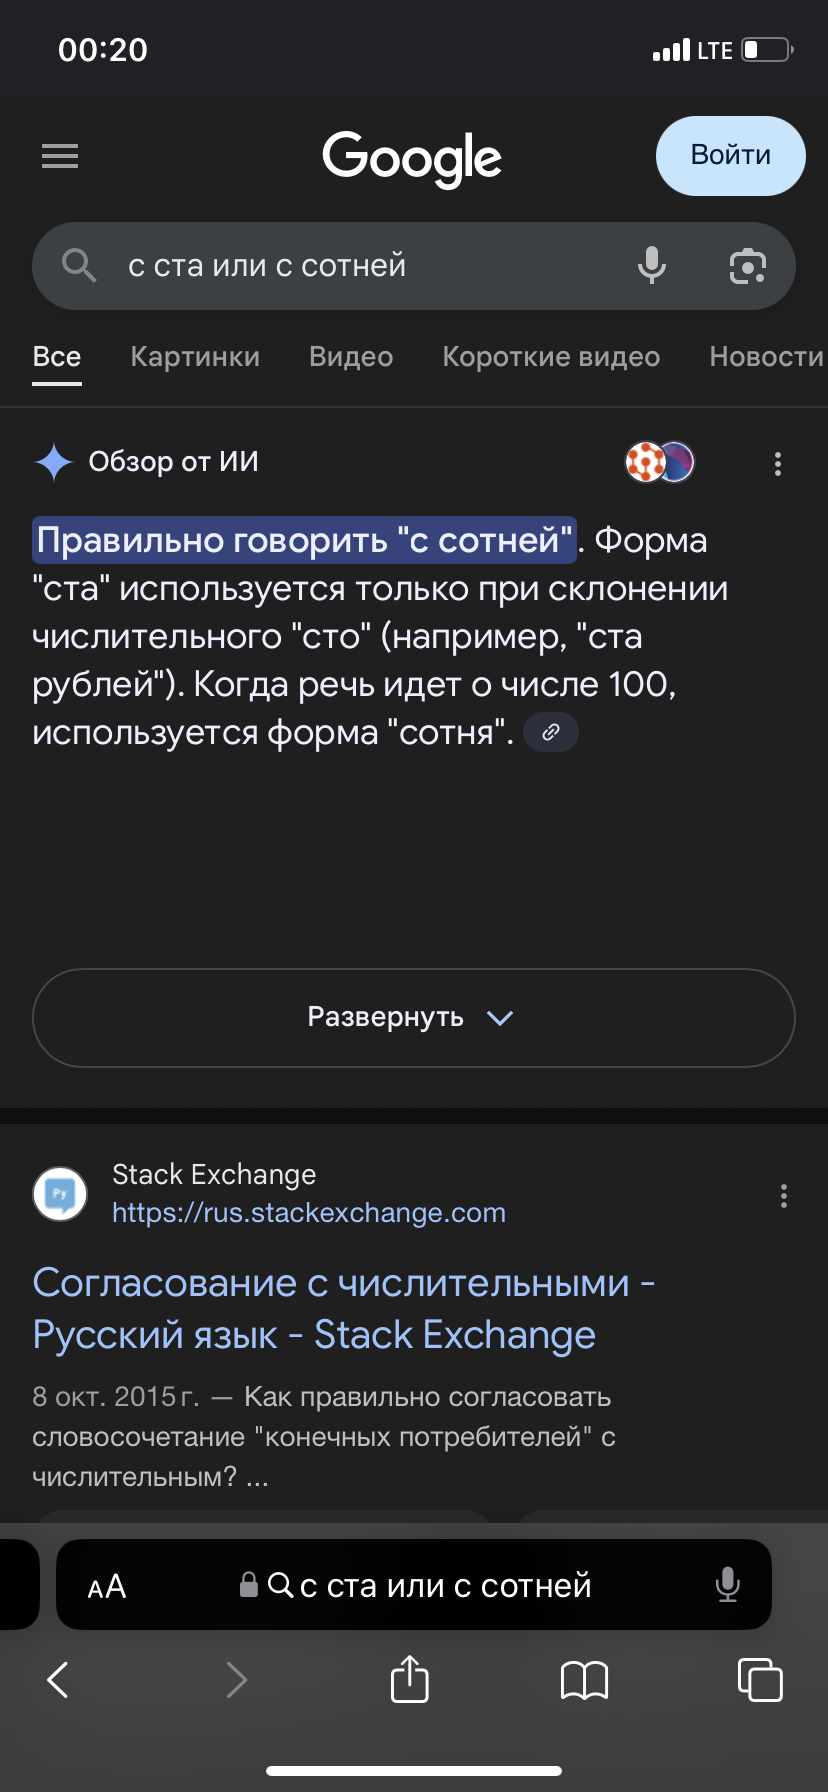 00:20
LTE
Google
Войти
с ста или с сотней
Все Картинки Видео Короткие видео Новости
Обзор от ИИ
Правильно говорить "с сотней". Форма
"ста" используется только при склонении
числительного "сто" (например, "ста
рублей"). Когда речь идет о числе 100,
используется форма "сотня".
Развернуть
Ру
Stack Exchange
https://rus.stackexchange.com
Согласование с числительными -
Русский язык - Stack Exchange
8 окт. 2015 г. — Как правильно согласовать
словосочетание "конечных потребителей" с
числительным? ...
АА с ста или с сотней